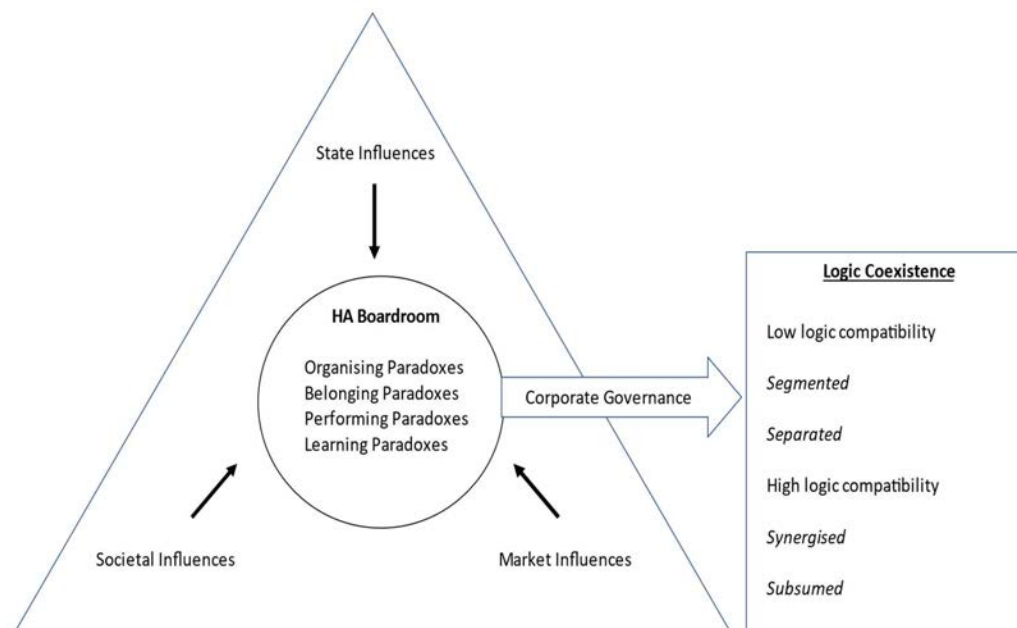 State Influences
HA Boardroom
Organising Paradoxes
Belonging Paradoxes
Performing Paradoxes
Learning Paradoxes
Societal Influences
Market Influences
Corporate Governance
Logic Coexistence
Low logic compatibility
Segmented
Separated
High logic compatibility
Synergised
Subsumed